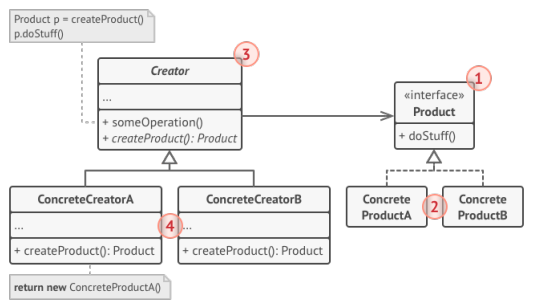 Product p = createProduct()
p.doStuff()
3
Creator
...
+ someOperation()
+ createProduct(): Product
1
«interface»
Product
+ doStuff()
ConcreteCreatorA
...
+ createProduct(): Product
4
ConcreteCreatorB
...
+ createProduct(): Product
Concrete
ProductA
2
Concrete
ProductB
return new ConcreteProductA()